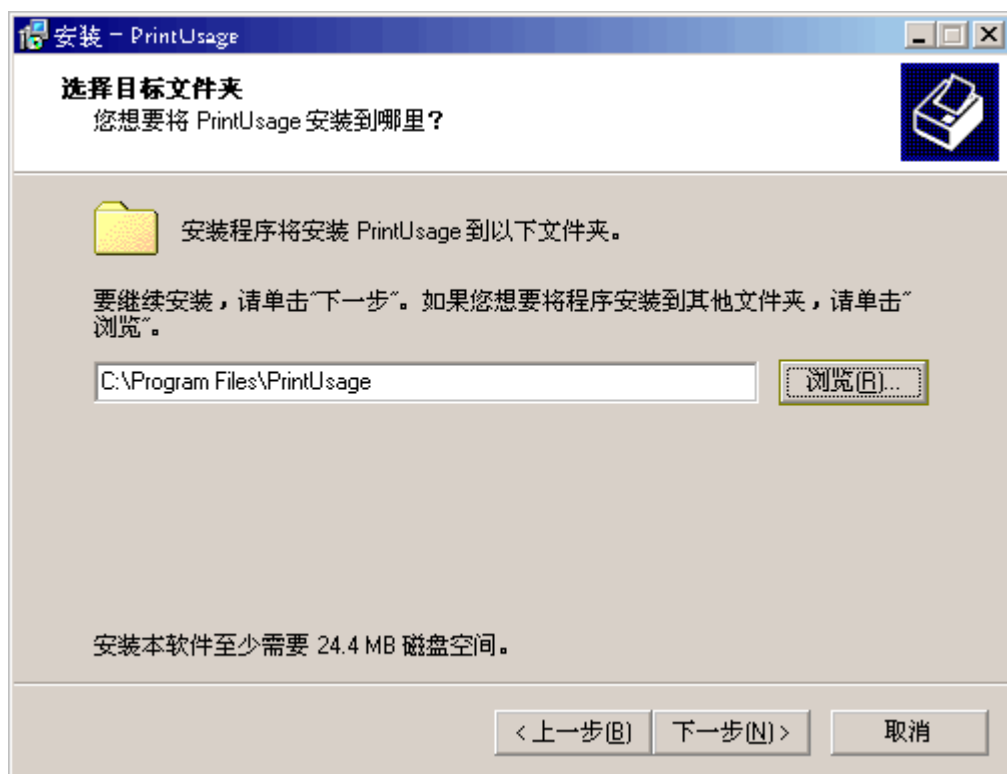 安装 - PrintUsage
选择目标文件夹
您想要将 PrintUsage 安装到哪里?
安装程序将安装 PrintUsage 到以下文件夹。
要继续安装，请单击"下一步"。如果您想要将程序安装到其他文件夹，请单击"
浏览"。
C:\Program Files\PrintUsage
浏览(R)...
安装本软件至少需要 24.4 MB 磁盘空间。
< 上一步(B)
下一步(N) >
取消